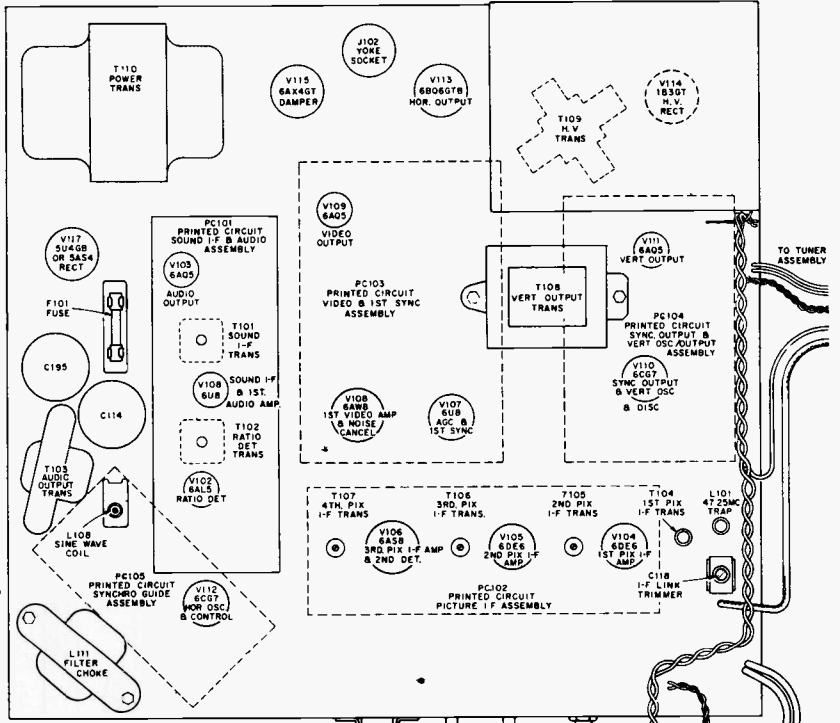 T110
POWER
TRANS
J102
YOKE
SOCKET
V115
6AX4GT
DAMPER
V113
6BQ6GTB
HOR. OUTPUT
V114
1B3GT
H.V.
RECT
T109
H.V
TRANS
PC101
PRINTED CIRCUIT
SOUND I-F & AUDIO
ASSEMBLY
V109
6AQ5
VIDEO
OUTPUT
V117
5U4GB
OR 5AS4
RECT
V103
6AQ5
AUDIO
OUTPUT
V111
6AQ5
VERT OUTPUT
TO TUNER
ASSEMBLY
F101
FUSE
PC103
PRINTED CIRCUIT
VIDEO & 1ST SYNC
ASSEMBLY
T108
VERT OUTPUT
TRANS
PC104
PRINTED CIRCUIT
SYNC, OUTPUT &
VERT OSC/OUTPUT
ASSEMBLY
T101
SOUND
I-F
TRANS
C195
V108
6U8
SOUND I-F
& 1ST.
AUDIO AMP.
V110
6CG7
SYNC OUTPUT
& VERT OSC
& DISC
C114
V108
6AW8
1ST VIDEO AMP
& NOISE
CANCEL
V107
6U8
AGC &
1ST SYNC
T102
RATIO
DET
TRANS
T103
AUDIO
OUTPUT
TRANS
V102
6AL5
RATIO DET
L108
SINE WAVE
COIL
T107
4TH, PIX
I-F TRANS
T106
3RD, PIX
I-F TRANS.
T105
2ND PIX
I-F TRANS
T104
1ST PIX
I-F TRANS
L101
47.25MC
TRAP
V106
6AS8
3RD, PIX I-F AMP
& 2ND DET.
V105
6DE6
2ND PIX I-F
AMP
V104
6DE6
1ST PIX I-F
AMP
C118
I-F LINK
TRIMMER
PC105
PRINTED CIRCUIT
SYNCHRO GUIDE
ASSEMBLY
V112
6CG7
HOR OSC
& CONTROL
PC102
PRINTED CIRCUIT
PICTURE I F ASSEMBLY
L111
FILTER
CHOKE